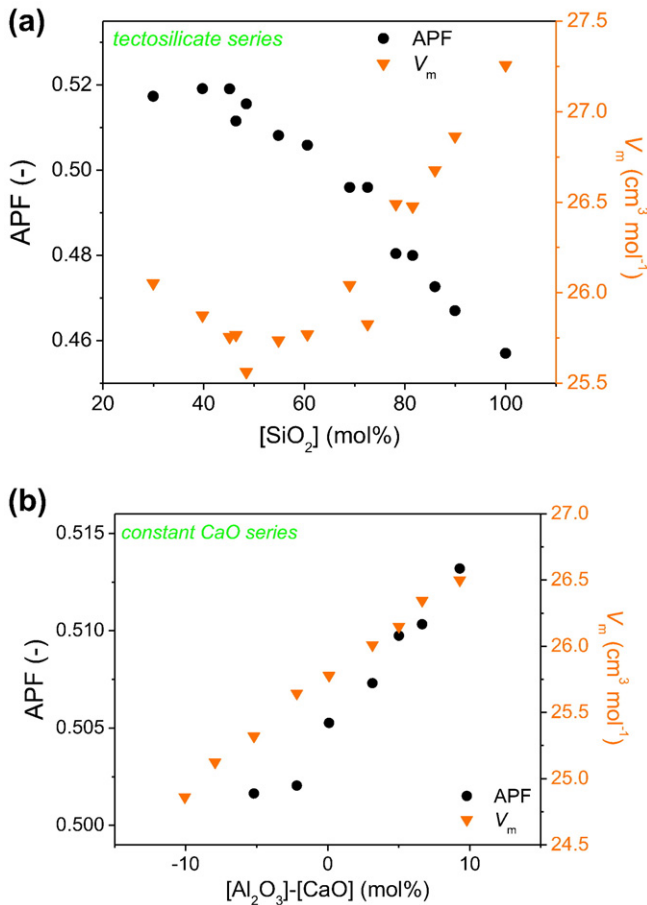 (a)
tectosilicate series
APF
Vm
0.52
0.50
0.48
0.46
APF (-)
27.5
27.0
26.5
26.0
25.5
Vm (cm3 mol-1)
20 40 60 80 100
[SiO2] (mol%)
(b)
constant CaO series
0.515
0.510
0.505
0.500
APF (-)
27.0
26.5
26.0
25.5
25.0
24.5
Vm (cm3 mol-1)
APF
Vm
-10 0 10
[Al2O3]-[CaO] (mol%)